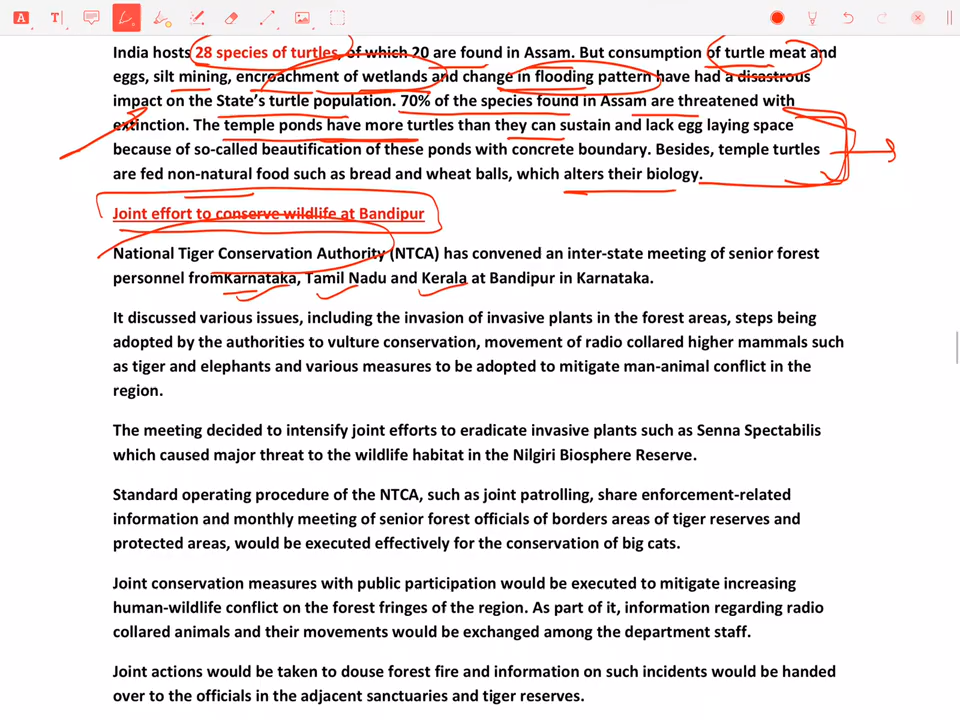 India hosts 28 species of turtles, of which 20 are found in Assam. But consumption of turtle meat and
eggs, silt mining, encroachment of wetlands and change in flooding pattern have had a disastrous
impact on the State's turtle population. 70% of the species found in Assam are threatened with
extinction. The temple ponds have more turtles than they can sustain and lack egg laying space
because of so-called beautification of these ponds with concrete boundary. Besides, temple turtles
are fed non-natural food such as bread and wheat balls, which alters their biology.
Joint effort to conserve wildlife at Bandipur
National Tiger Conservation Authority (NTCA) has convened an inter-state meeting of senior forest
personnel fromKarnataka, Tamil Nadu and Kerala at Bandipur in Karnataka.
It discussed various issues, including the invasion of invasive plants in the forest areas, steps being
adopted by the authorities to vulture conservation, movement of radio collared higher mammals such
as tiger and elephants and various measures to be adopted to mitigate man-animal conflict in the
region.
The meeting decided to intensify joint efforts to eradicate invasive plants such as Senna Spectabilis
which caused major threat to the wildlife habitat in the Nilgiri Biosphere Reserve.
Standard operating procedure of the NTCA, such as joint patrolling, share enforcement-related
information and monthly meeting of senior forest officials of borders areas of tiger reserves and
protected areas, would be executed effectively for the conservation of big cats.
Joint conservation measures with public participation would be executed to mitigate increasing
human-wildlife conflict on the forest fringes of the region. As part of it, information regarding radio
collared animals and their movements would be exchanged among the department staff.
Joint actions would be taken to douse forest fire and information on such incidents would be handed
over to the officials in the adjacent sanctuaries and tiger reserves.